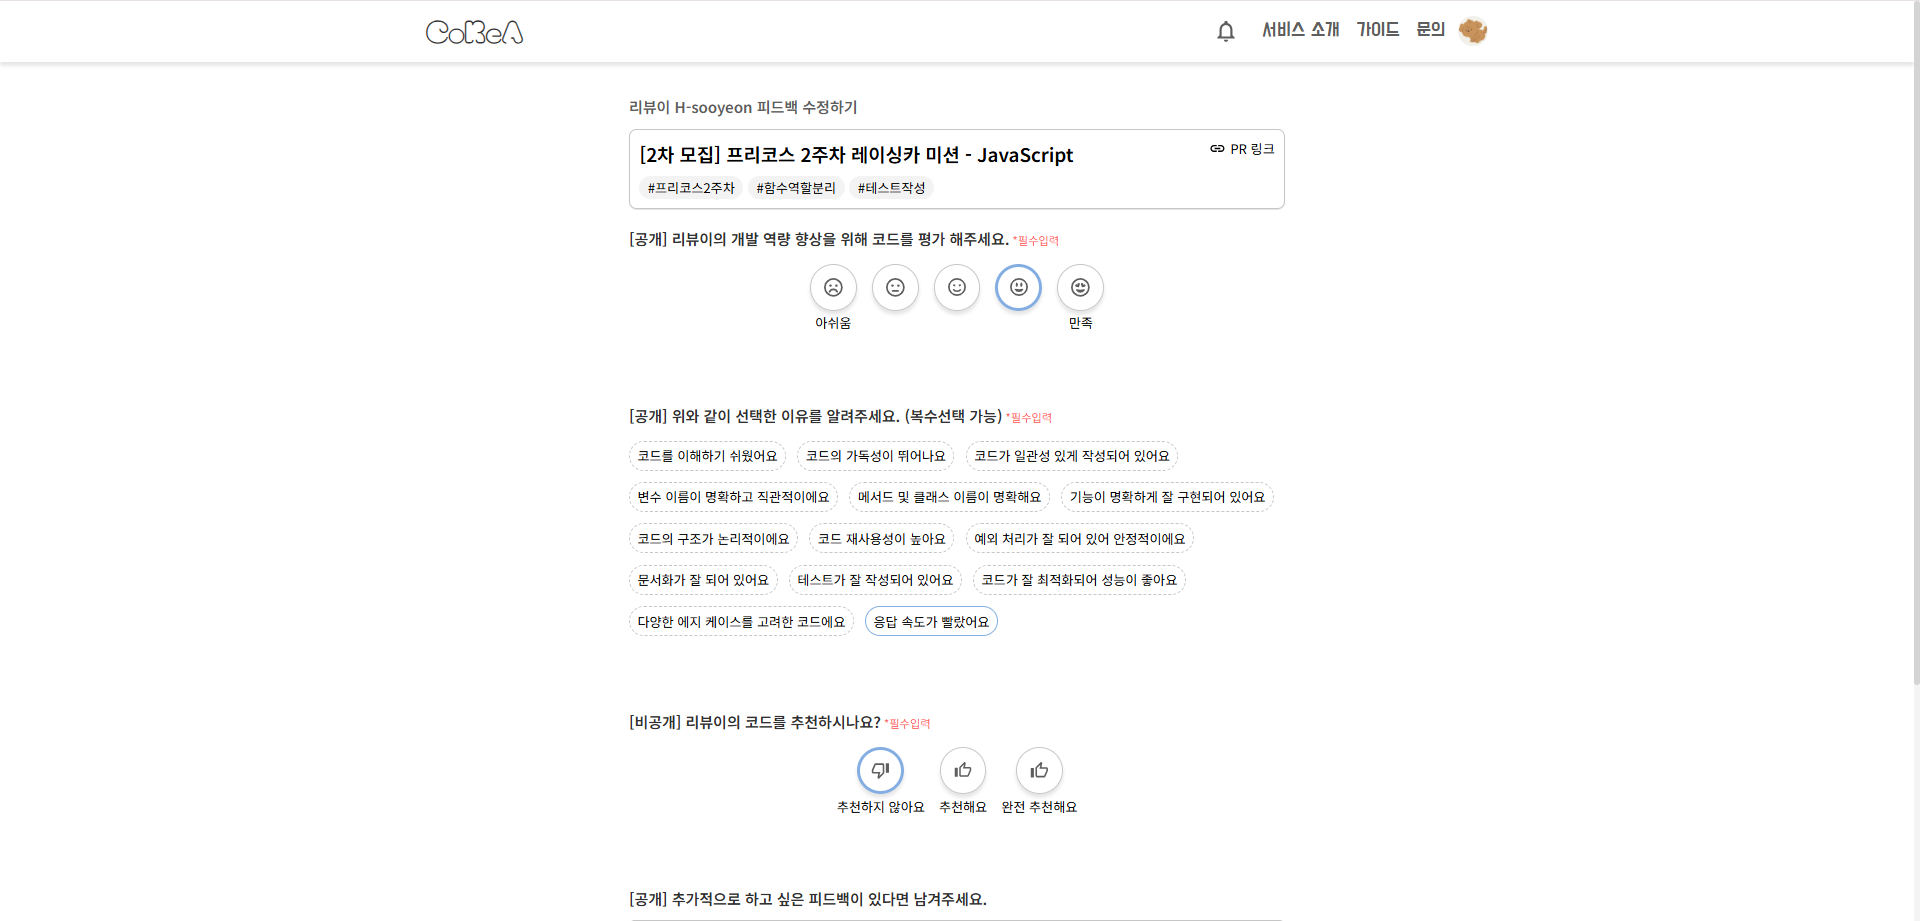 CoReA
서비스 소개 가이드 문의
리뷰이 H-sooyeon 피드백 수정하기
[2차 모집] 프리코스 2주차 레이싱카 미션 - JavaScript
PR 링크
#프리코스2주차 #함수역할분리 #테스트작성
[공개] 리뷰이의 개발 역량 향상을 위해 코드를 평가 해주세요. *필수입력
아쉬움 만족
[공개] 위와 같이 선택한 이유를 알려주세요. (복수선택 가능) *필수입력
코드를 이해하기 쉬웠어요 코드의 가독성이 뛰어나요 코드가 일관성 있게 작성되어 있어요
변수 이름이 명확하고 직관적이에요 메서드 및 클래스 이름이 명확해요 기능이 명확하게 잘 구현되어 있어요
코드의 구조가 논리적이에요 코드 재사용성이 높아요 예외 처리가 잘 되어 있어 안정적이에요
문서화가 잘 되어 있어요 테스트가 잘 작성되어 있어요 코드가 잘 최적화되어 성능이 좋아요
다양한 에지 케이스를 고려한 코드에요 응답 속도가 빨랐어요
[비공개] 리뷰이의 코드를 추천하시나요? *필수입력
추천하지 않아요 추천해요 완전 추천해요
[공개] 추가적으로 하고 싶은 피드백이 있다면 남겨주세요.